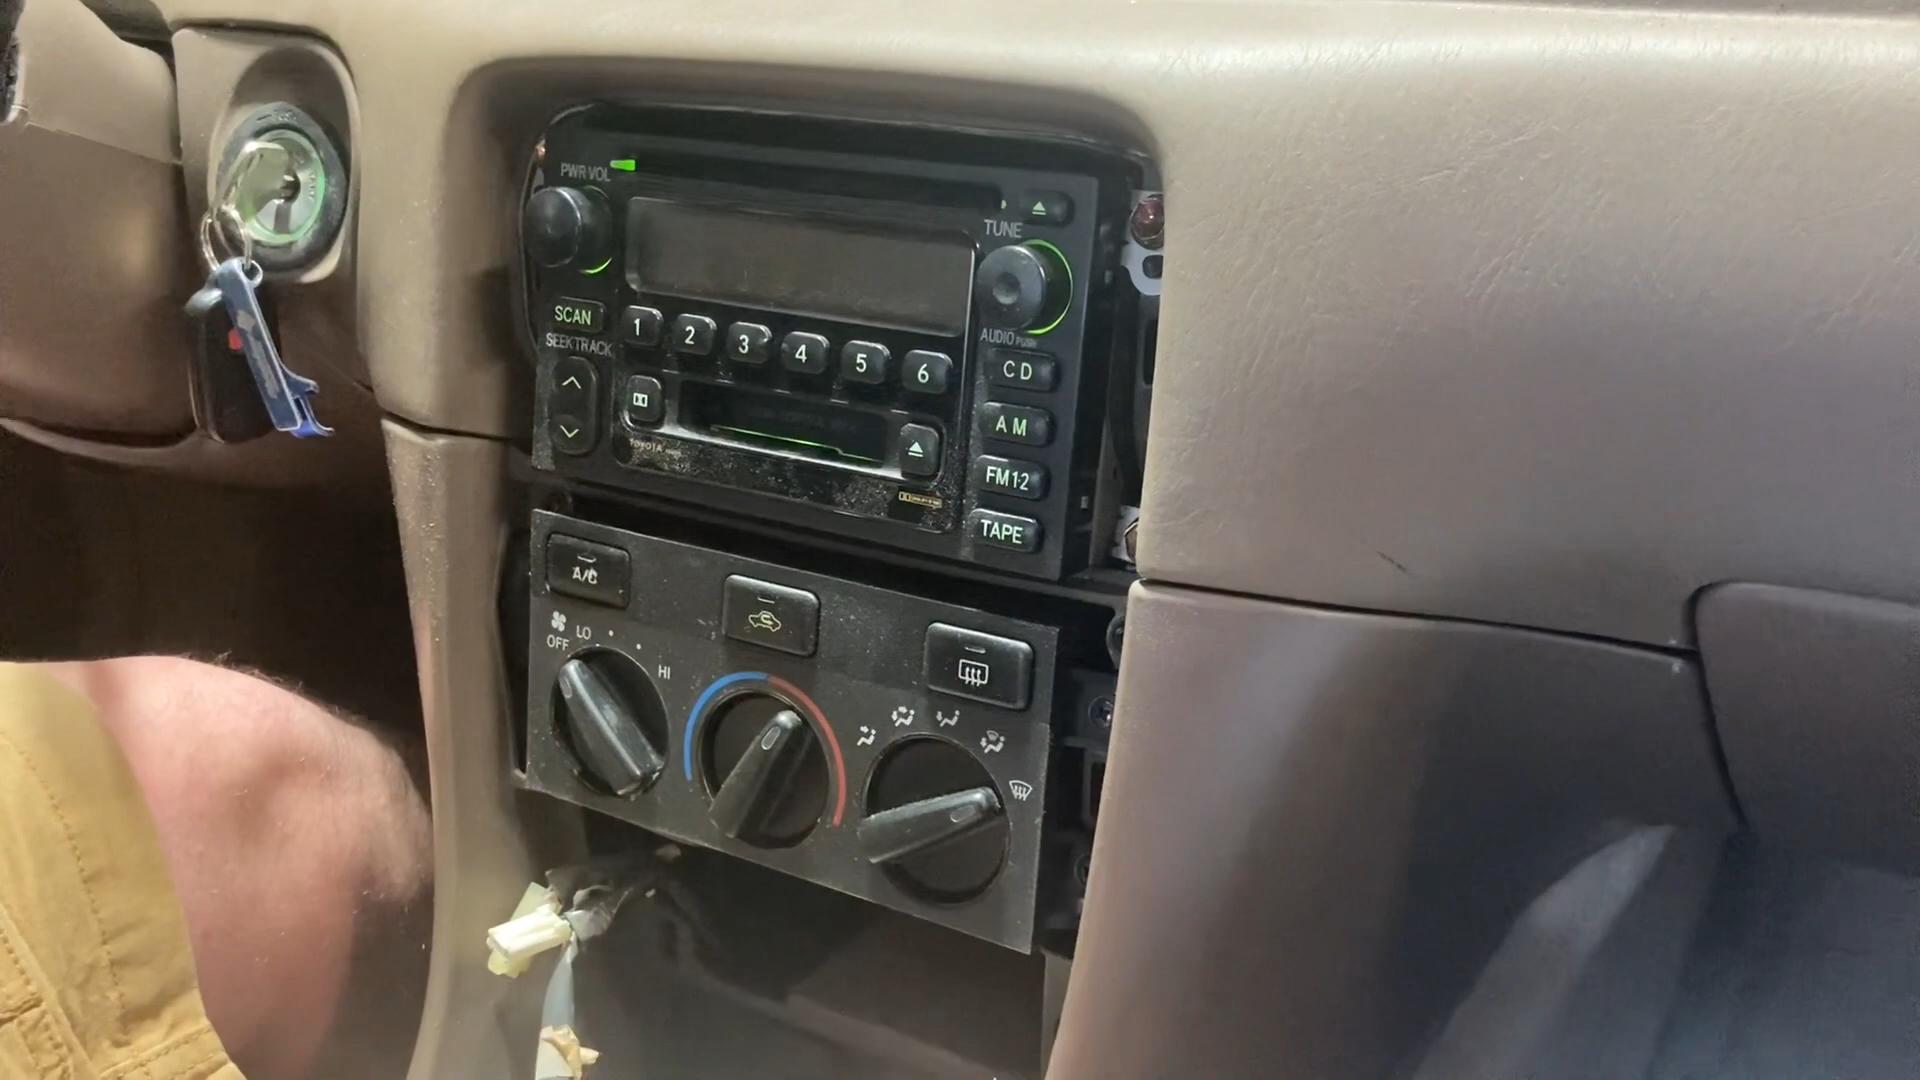 PWR VOL
TUNE
SCAN
SEEK TRACK
1 2 3 4 5 6
AUDIO PUSH
CD
AM
FM1·2
TAPE
TOYOTA
A/C
OFF LO HI